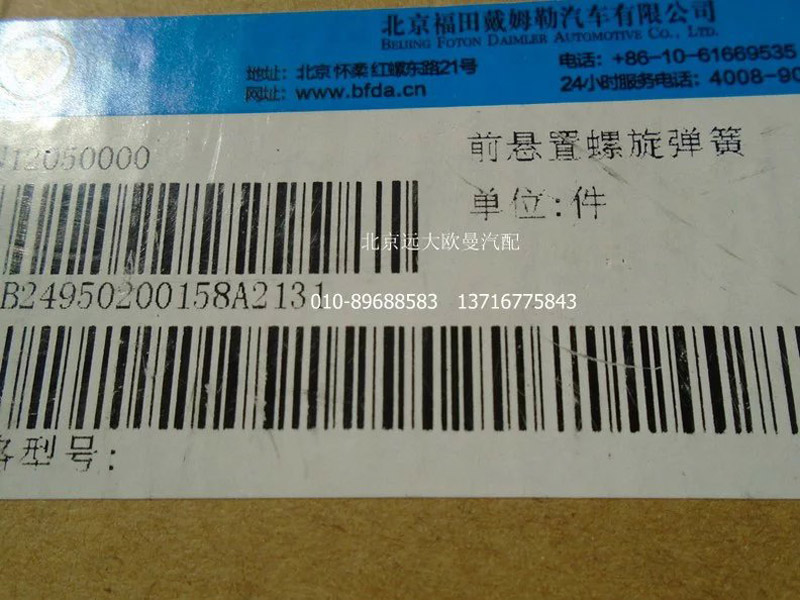 北京福田戴姆勒汽车有限公司
BEIJING FOTON DAIMLER AUTOMOTIVE CO., LTD.
地址：北京怀柔红螺东路21号
电话：+86-10-61669535
网址：www.bfda.cn
24小时服务电话：4008-90
12050000
前悬置螺旋弹簧
单位:件
北京远大欧曼汽配
B24950200158A2131
010-89688583 13716775843
型号: